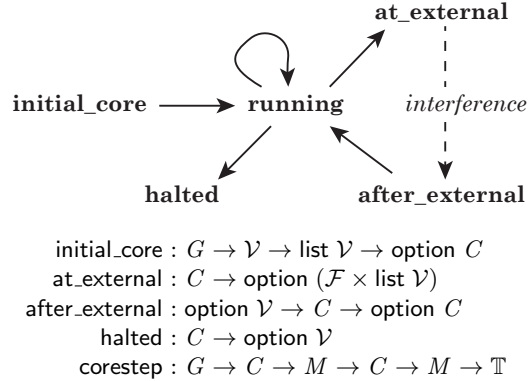 at_external
initial_core running interference
halted after_external
initial_core : G → 𝒱 → list 𝒱 → option C
at_external : C → option (ℱ × list 𝒱)
after_external : option 𝒱 → C → option C
halted : C → option 𝒱
corestep : G → C → M → C → M → 𝕋